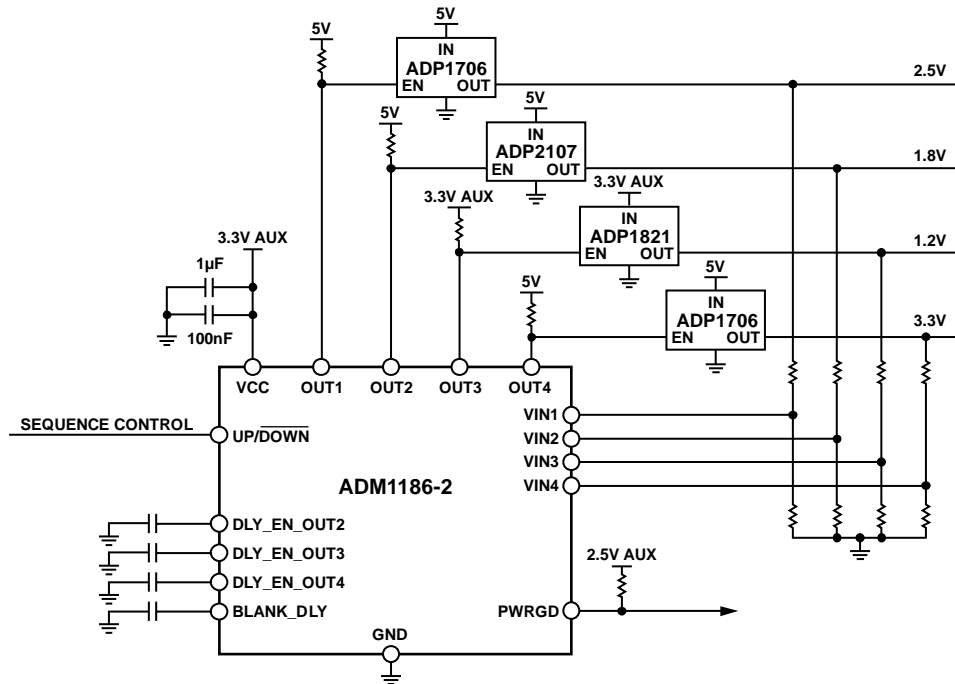 5V
5V
IN
ADP1706
EN OUT
2.5V
5V
5V
IN
ADP2107
EN OUT
1.8V
3.3V AUX
3.3V AUX
IN
ADP1821
EN OUT
1.2V
3.3V AUX
1µF
100nF
5V
5V
IN
ADP1706
EN OUT
3.3V
VCC OUT1 OUT2 OUT3 OUT4
SEQUENCE CONTROL
UP/DOWN
VIN1
VIN2
VIN3
VIN4
ADM1186-2
DLY_EN_OUT2
DLY_EN_OUT3
DLY_EN_OUT4
BLANK_DLY
2.5V AUX
PWRGD
GND